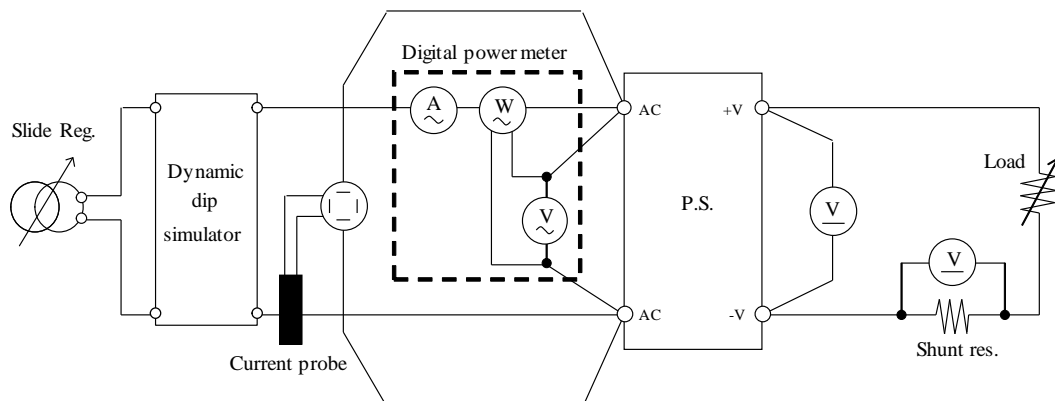 Digital power meter
A
W
AC
+V
Slide Reg.
Dynamic
dip
simulator
Load
P.S.
V
V
V
AC
-V
Current probe
Shunt res.